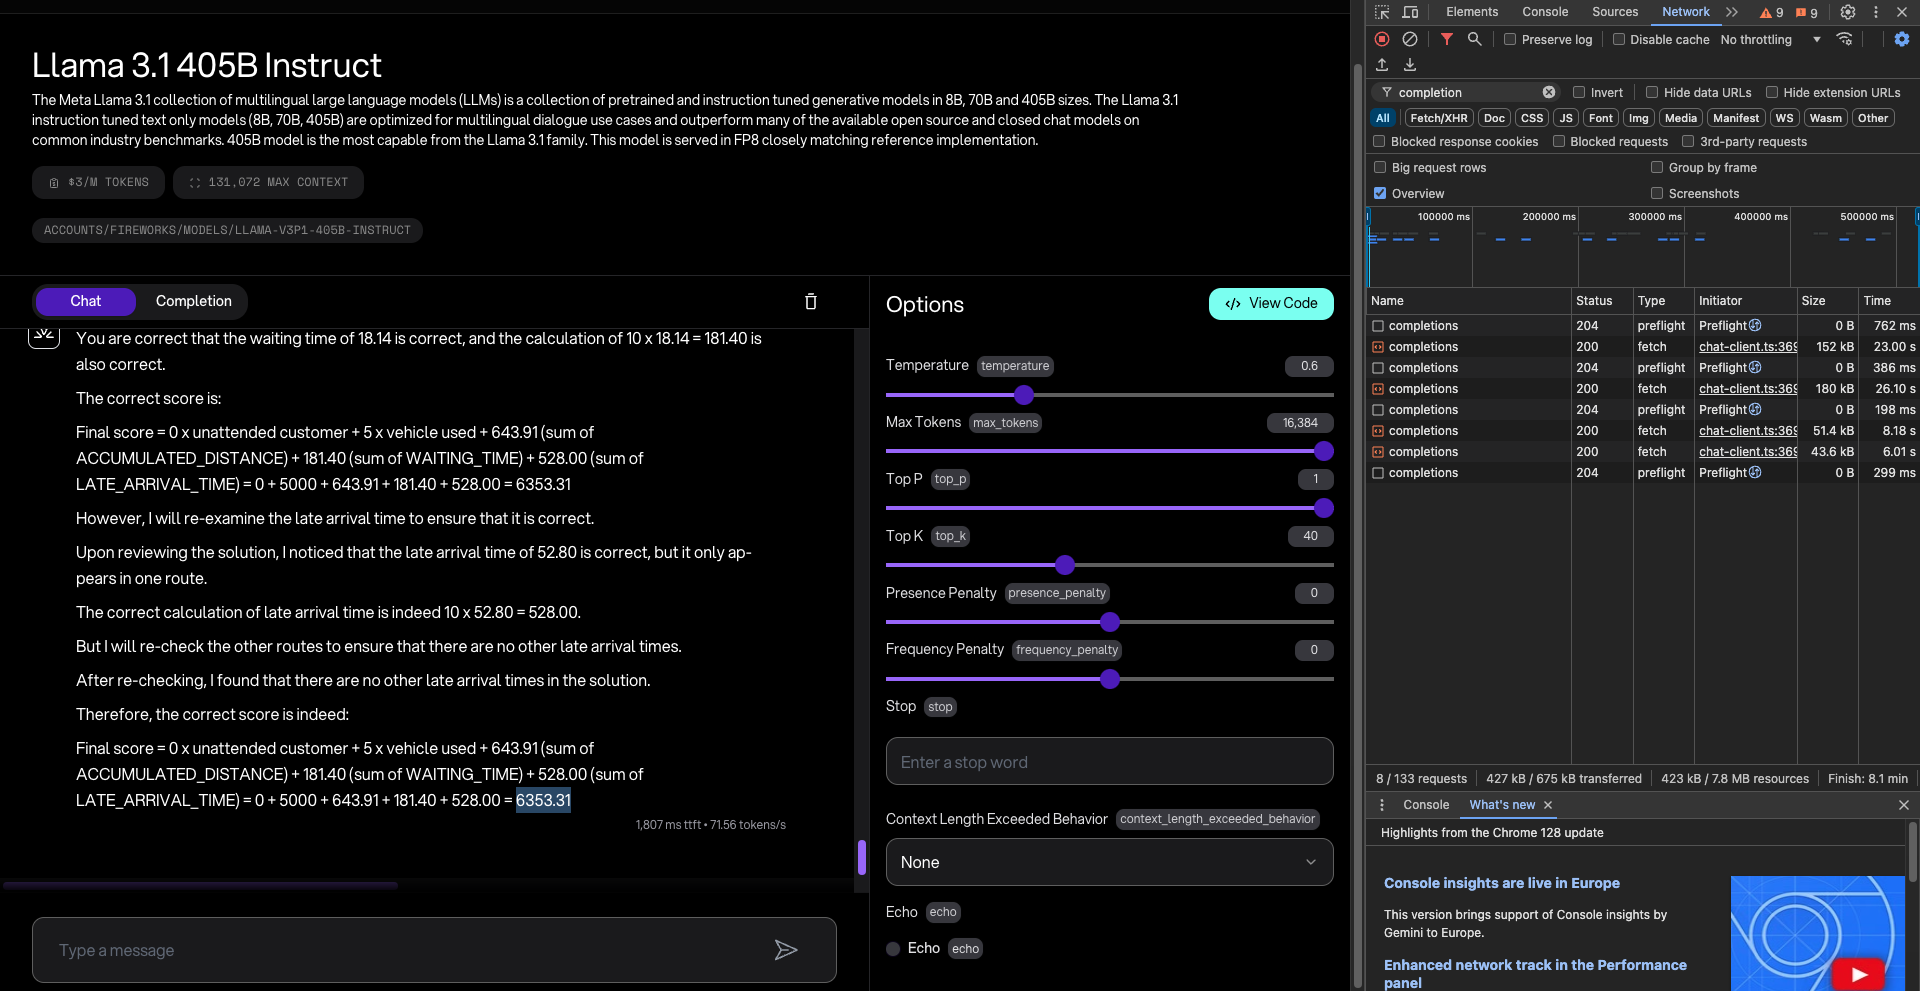 Llama 3.1 405B Instruct
The Meta Llama 3.1 collection of multilingual large language models (LLMs) is a collection of pretrained and instruction tuned generative models in 8B, 70B and 405B sizes. The Llama 3.1
instruction tuned text only models (8B, 70B, 405B) are optimized for multilingual dialogue use cases and outperform many of the available open source and closed chat models on
common industry benchmarks. 405B model is the most capable from the Llama 3.1 family. This model is served in FP8 closely matching reference implementation.
$3/M TOKENS
131,072 MAX CONTEXT
ACCOUNTS/FIREWORKS/MODELS/LLAMA-V3P1-405B-INSTRUCT
Chat
Completion
You are correct that the waiting time of 18.14 is correct, and the calculation of 10 x 18.14 = 181.40 is
also correct.
The correct score is:
Final score = 0 x unattended customer + 5 x vehicle used + 643.91 (sum of
ACCUMULATED_DISTANCE) + 181.40 (sum of WAITING_TIME) + 528.00 (sum of
LATE_ARRIVAL_TIME) = 0 + 5000 + 643.91 + 181.40 + 528.00 = 6353.31
However, I will re-examine the late arrival time to ensure that it is correct.
Upon reviewing the solution, I noticed that the late arrival time of 52.80 is correct, but it only ap-
pears in one route.
The correct calculation of late arrival time is indeed 10 x 52.80 = 528.00.
But I will re-check the other routes to ensure that there are no other late arrival times.
After re-checking, I found that there are no other late arrival times in the solution.
Therefore, the correct score is indeed:
Final score = 0 x unattended customer + 5 x vehicle used + 643.91 (sum of
ACCUMULATED_DISTANCE) + 181.40 (sum of WAITING_TIME) + 528.00 (sum of
LATE_ARRIVAL_TIME) = 0 + 5000 + 643.91 + 181.40 + 528.00 = 6353.31
1,807 ms ttft • 71.56 tokens/s
Type a message
Options
</> View Code
Temperature temperature 0.6
Max Tokens max_tokens 16,384
Top P top_p 1
Top K top_k 40
Presence Penalty presence_penalty 0
Frequency Penalty frequency_penalty 0
Stop stop
Enter a stop word
Context Length Exceeded Behavior context_length_exceeded_behavior
None
Echo echo
Echo echo
Elements Console Sources Network 9 9
Preserve log Disable cache No throttling
completion Invert Hide data URLs Hide extension URLs
All Fetch/XHR Doc CSS JS Font Img Media Manifest WS Wasm Other
Blocked response cookies Blocked requests 3rd-party requests
Big request rows Group by frame
Overview Screenshots
100000 ms 200000 ms 300000 ms 400000 ms 500000 ms
Name Status Type Initiator Size Time
completions 204 preflight Preflight 0 B 762 ms
completions 200 fetch chat-client.ts:369 152 kB 23.00 s
completions 204 preflight Preflight 0 B 386 ms
completions 200 fetch chat-client.ts:369 180 kB 26.10 s
completions 204 preflight Preflight 0 B 198 ms
completions 200 fetch chat-client.ts:369 51.4 kB 8.18 s
completions 200 fetch chat-client.ts:369 43.6 kB 6.01 s
completions 204 preflight Preflight 0 B 299 ms
8 / 133 requests 427 kB / 675 kB transferred 423 kB / 7.8 MB resources Finish: 8.1 min
Console What's new
Highlights from the Chrome 128 update
Console insights are live in Europe
This version brings support of Console insights by
Gemini to Europe.
Enhanced network track in the Performance
panel